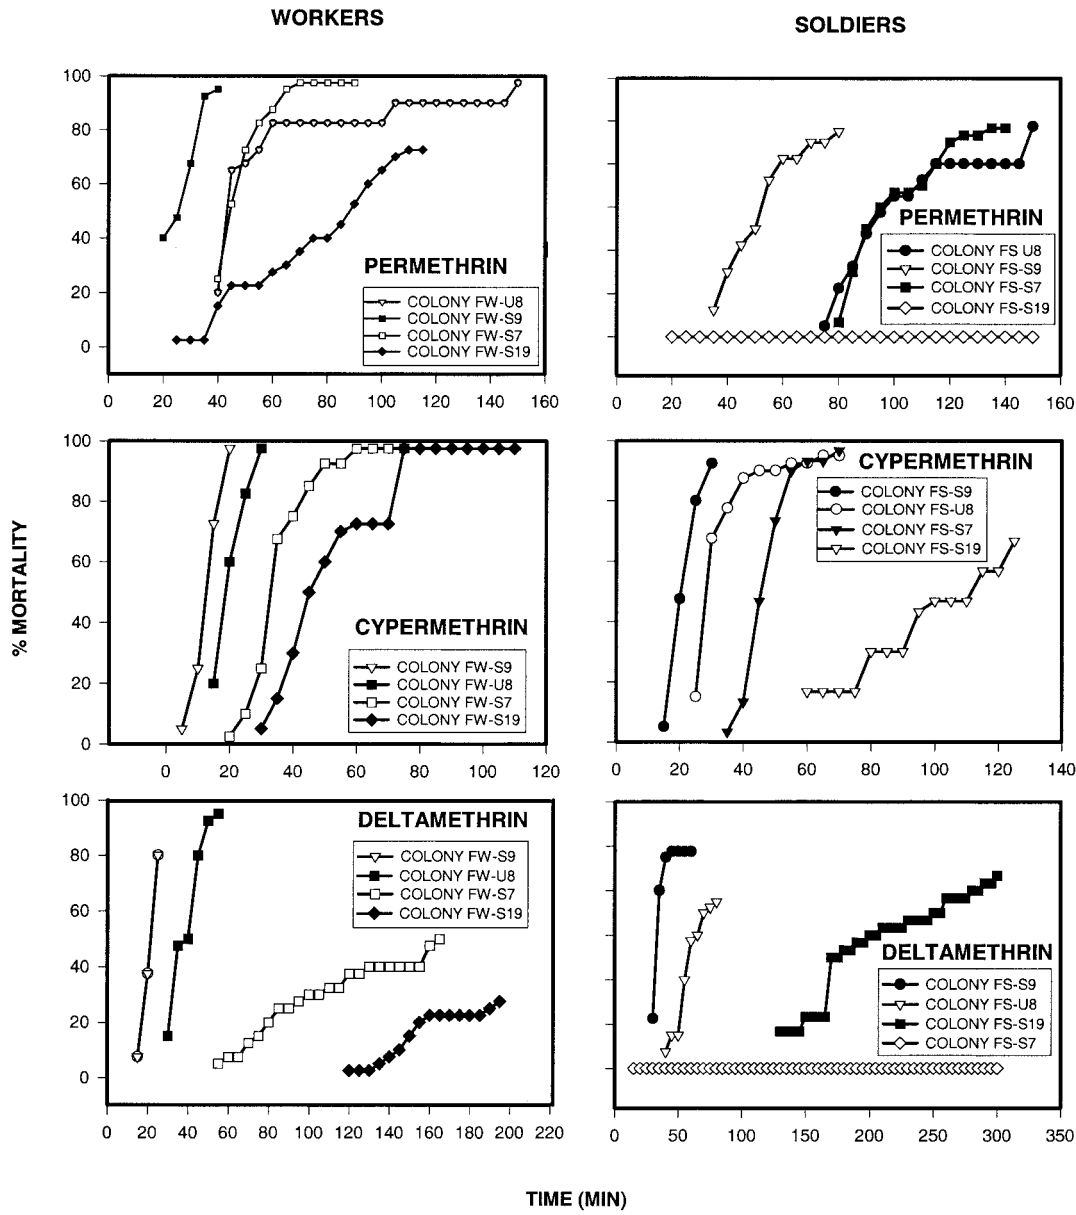 WORKERS
SOLDIERS
% MORTALITY
100
80
60
40
20
0
PERMETHRIN
COLONY FW-U8
COLONY FW-S9
COLONY FW-S7
COLONY FW-S19
0 20 40 60 80 100 120 140 160
PERMETHRIN
COLONY FS U8
COLONY FS-S9
COLONY FS-S7
COLONY FS-S19
0 20 40 60 80 100 120 140 160
100
80
60
40
20
0
CYPERMETHRIN
COLONY FW-S9
COLONY FW-U8
COLONY FW-S7
COLONY FW-S19
0 20 40 60 80 100 120
CYPERMETHRIN
COLONY FS-S9
COLONY FS-U8
COLONY FS-S7
COLONY FS-S19
0 20 40 60 80 100 120 140
100
80
60
40
20
0
DELTAMETHRIN
COLONY FW-S9
COLONY FW-U8
COLONY FW-S7
COLONY FW-S19
0 20 40 60 80 100 120 140 160 180 200 220
DELTAMETHRIN
COLONY FS-S9
COLONY FS-U8
COLONY FS-S19
COLONY FS-S7
0 50 100 150 200 250 300 350
TIME (MIN)